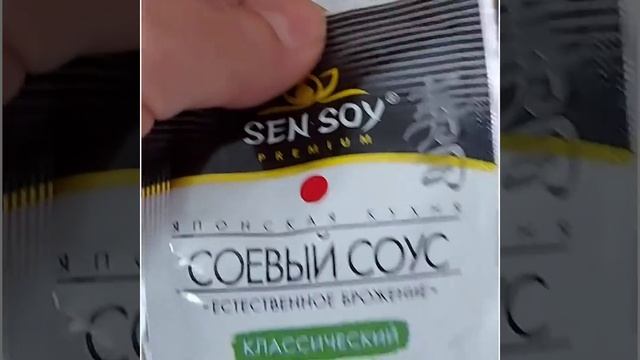 SEN SOY®
PREMIUM
ЯПОНСКАЯ КУХНЯ
СОЕВЫЙ СОУС
~ЕСТЕСТВЕННОЕ БРОЖЕНИЕ~
КЛАССИЧЕСКИЙ